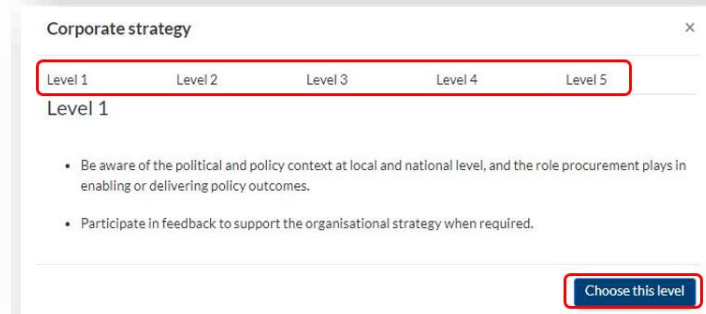 Corporate strategy ×
Level 1 Level 2 Level 3 Level 4 Level 5
Level 1
• Be aware of the political and policy context at local and national level, and the role procurement plays in
enabling or delivering policy outcomes.
• Participate in feedback to support the organisational strategy when required.
Choose this level